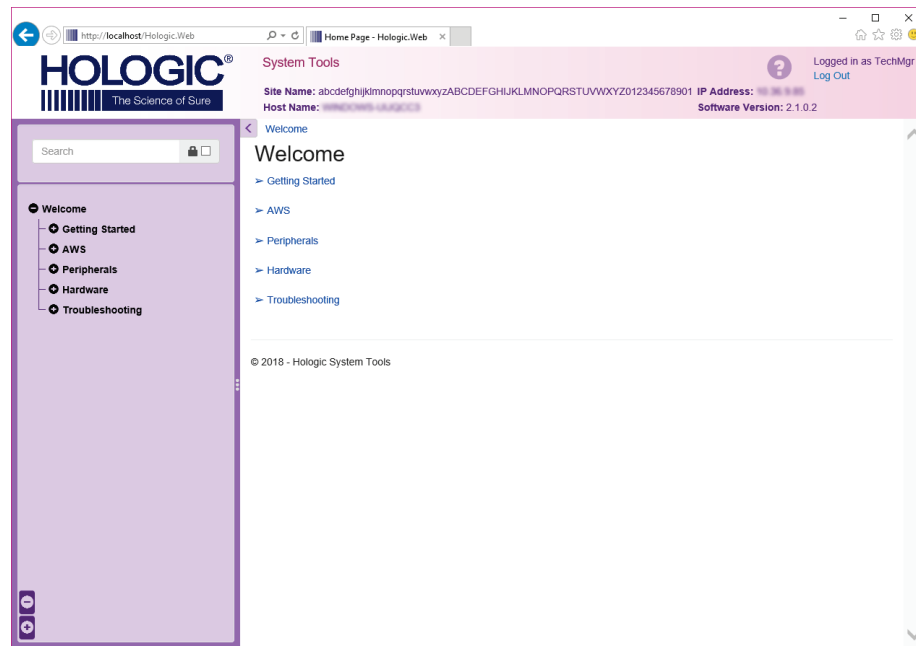 http://localhost/Hologic.Web
Home Page - Hologic.Web
HOLOGIC®
The Science of Sure
System Tools
Logged in as TechMgr
Log Out
Site Name: abcdefghijklmnopqrstuvwxyzABCDEFGHIJKLMNOPQRSTUVWXYZ012345678901 IP Address:
Host Name:
Software Version: 2.1.0.2
Search
Welcome
Welcome
Getting Started
AWS
Peripherals
Hardware
Troubleshooting
Welcome
Getting Started
AWS
Peripherals
Hardware
Troubleshooting
© 2018 - Hologic System Tools